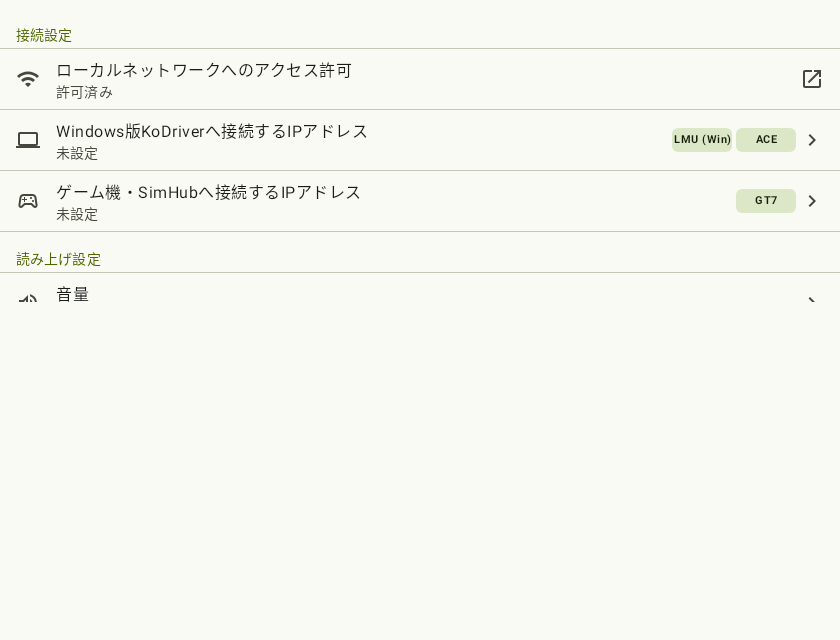 接続設定
ローカルネットワークへのアクセス許可
許可済み
Windows版KoDriverへ接続するIPアドレス
未設定
LMU (Win)
ACE
ゲーム機・SimHubへ接続するIPアドレス
未設定
GT7
読み上げ設定
音量